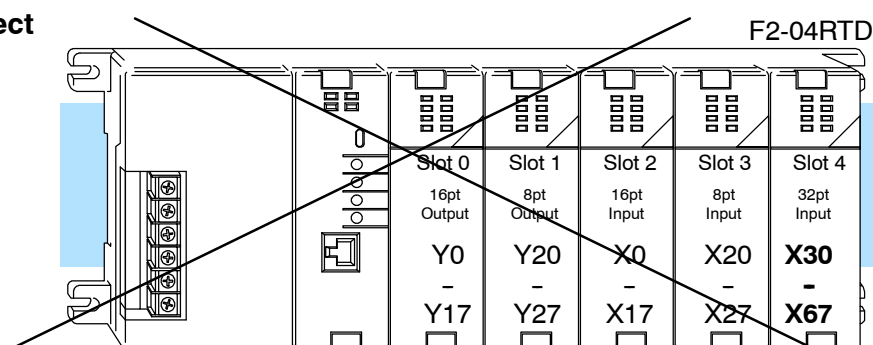 ect
F2-04RTD
Slot 0 Slot 1 Slot 2 Slot 3 Slot 4
16pt 8pt 16pt 8pt 32pt
Output Output Input Input Input
Y0 Y20 X0 X20 X30
- - - - -
Y17 Y27 X17 X27 X67